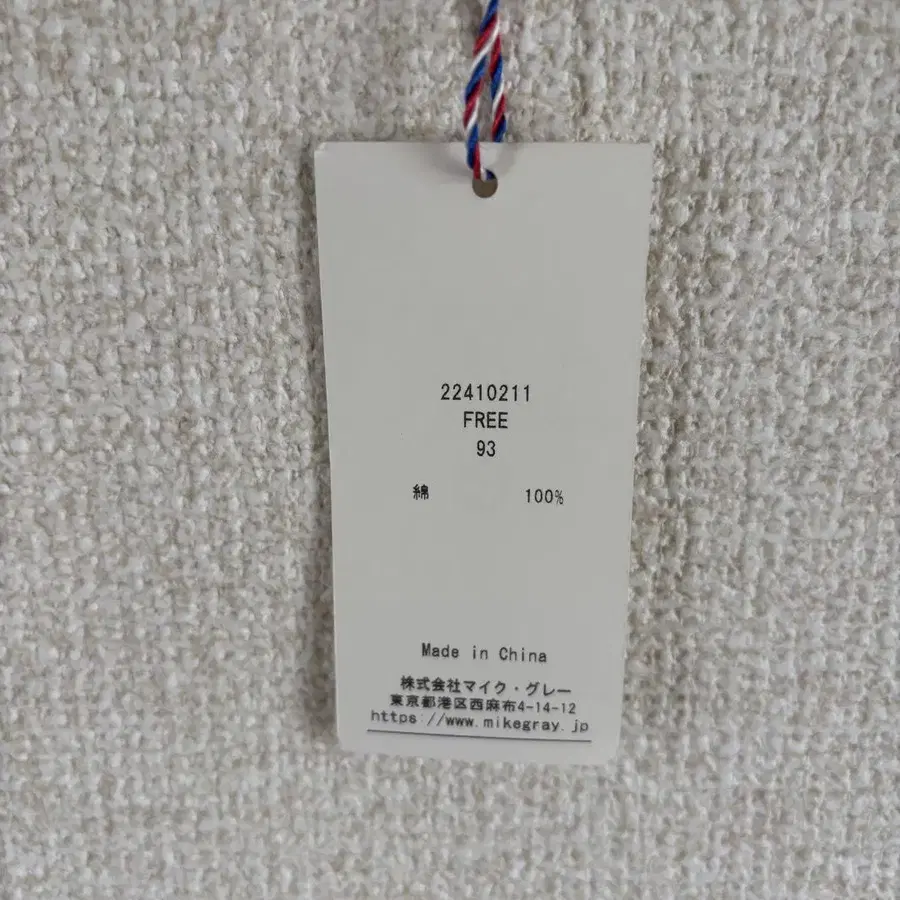 22410211
FREE
93
綿 100%
Made in China
株式会社マイク・グレー
東京都港区西麻布4-14-12
https://www.mikegray.jp